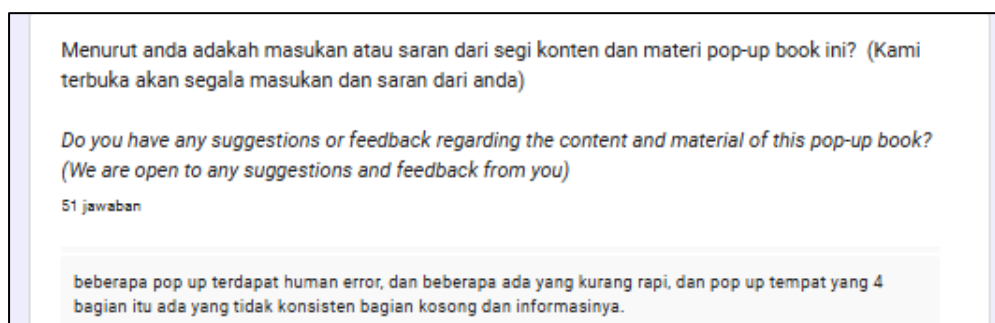 Menurut anda adakah masukan atau saran dari segi konten dan materi pop-up book ini?  (Kami
terbuka akan segala masukan dan saran dari anda)
Do you have any suggestions or feedback regarding the content and material of this pop-up book?
(We are open to any suggestions and feedback from you)
51 jawaban
beberapa pop up terdapat human error, dan beberapa ada yang kurang rapi, dan pop up tempat yang 4
bagian itu ada yang tidak konsisten bagian kosong dan informasinya.